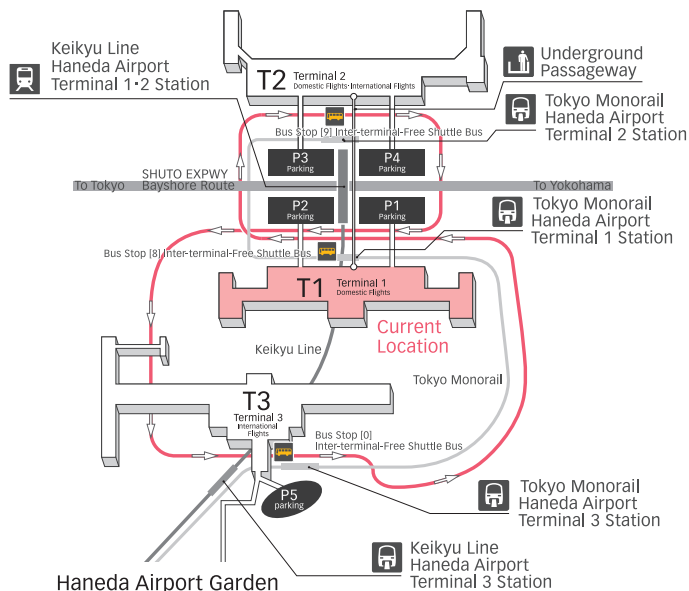 Keikyu Line
Haneda Airport
Terminal 1･2 Station
T2
Terminal 2
Domestic Flights･International Flights
Underground
Passageway
Tokyo Monorail
Haneda Airport
Terminal 2 Station
Bus Stop [9] Inter-terminal-Free Shuttle Bus
P3
Parking
P4
Parking
SHUTO EXPWY
To Tokyo Bayshore Route
To Yokohama
P2
Parking
P1
Parking
Tokyo Monorail
Haneda Airport
Terminal 1 Station
Bus Stop [8] Inter-terminal-Free Shuttle Bus
T1
Terminal 1
Domestic Flights
Current
Location
Keikyu Line
Tokyo Monorail
T3
Terminal 3
International
Flights
Bus Stop [0]
Inter-terminal-Free Shuttle Bus
P5
parking
Tokyo Monorail
Haneda Airport
Terminal 3 Station
Keikyu Line
Haneda Airport
Terminal 3 Station
Haneda Airport Garden